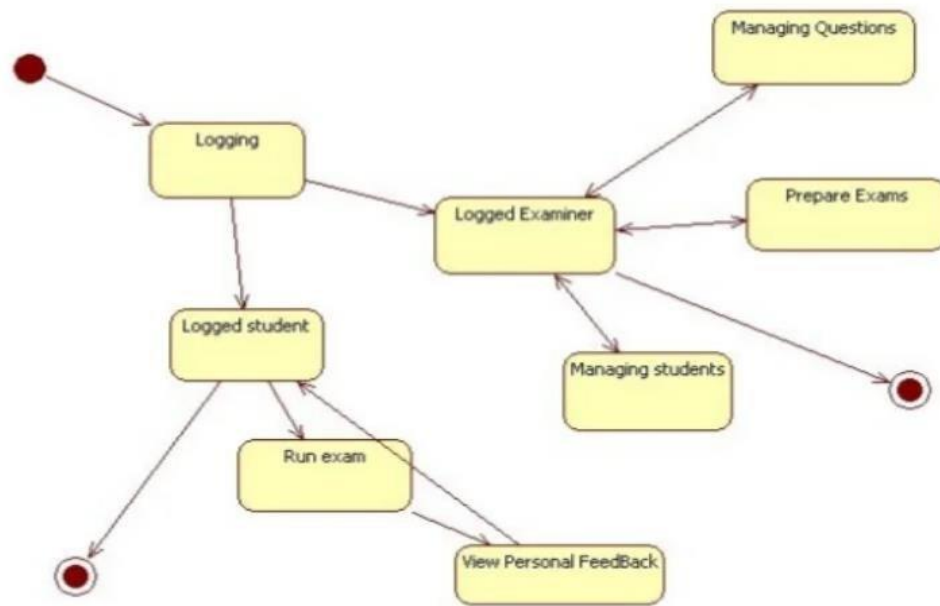 Managing Questions
Logging
Prepare Exams
Logged Examiner
Logged student
Managing students
Run exam
View Personal FeedBack